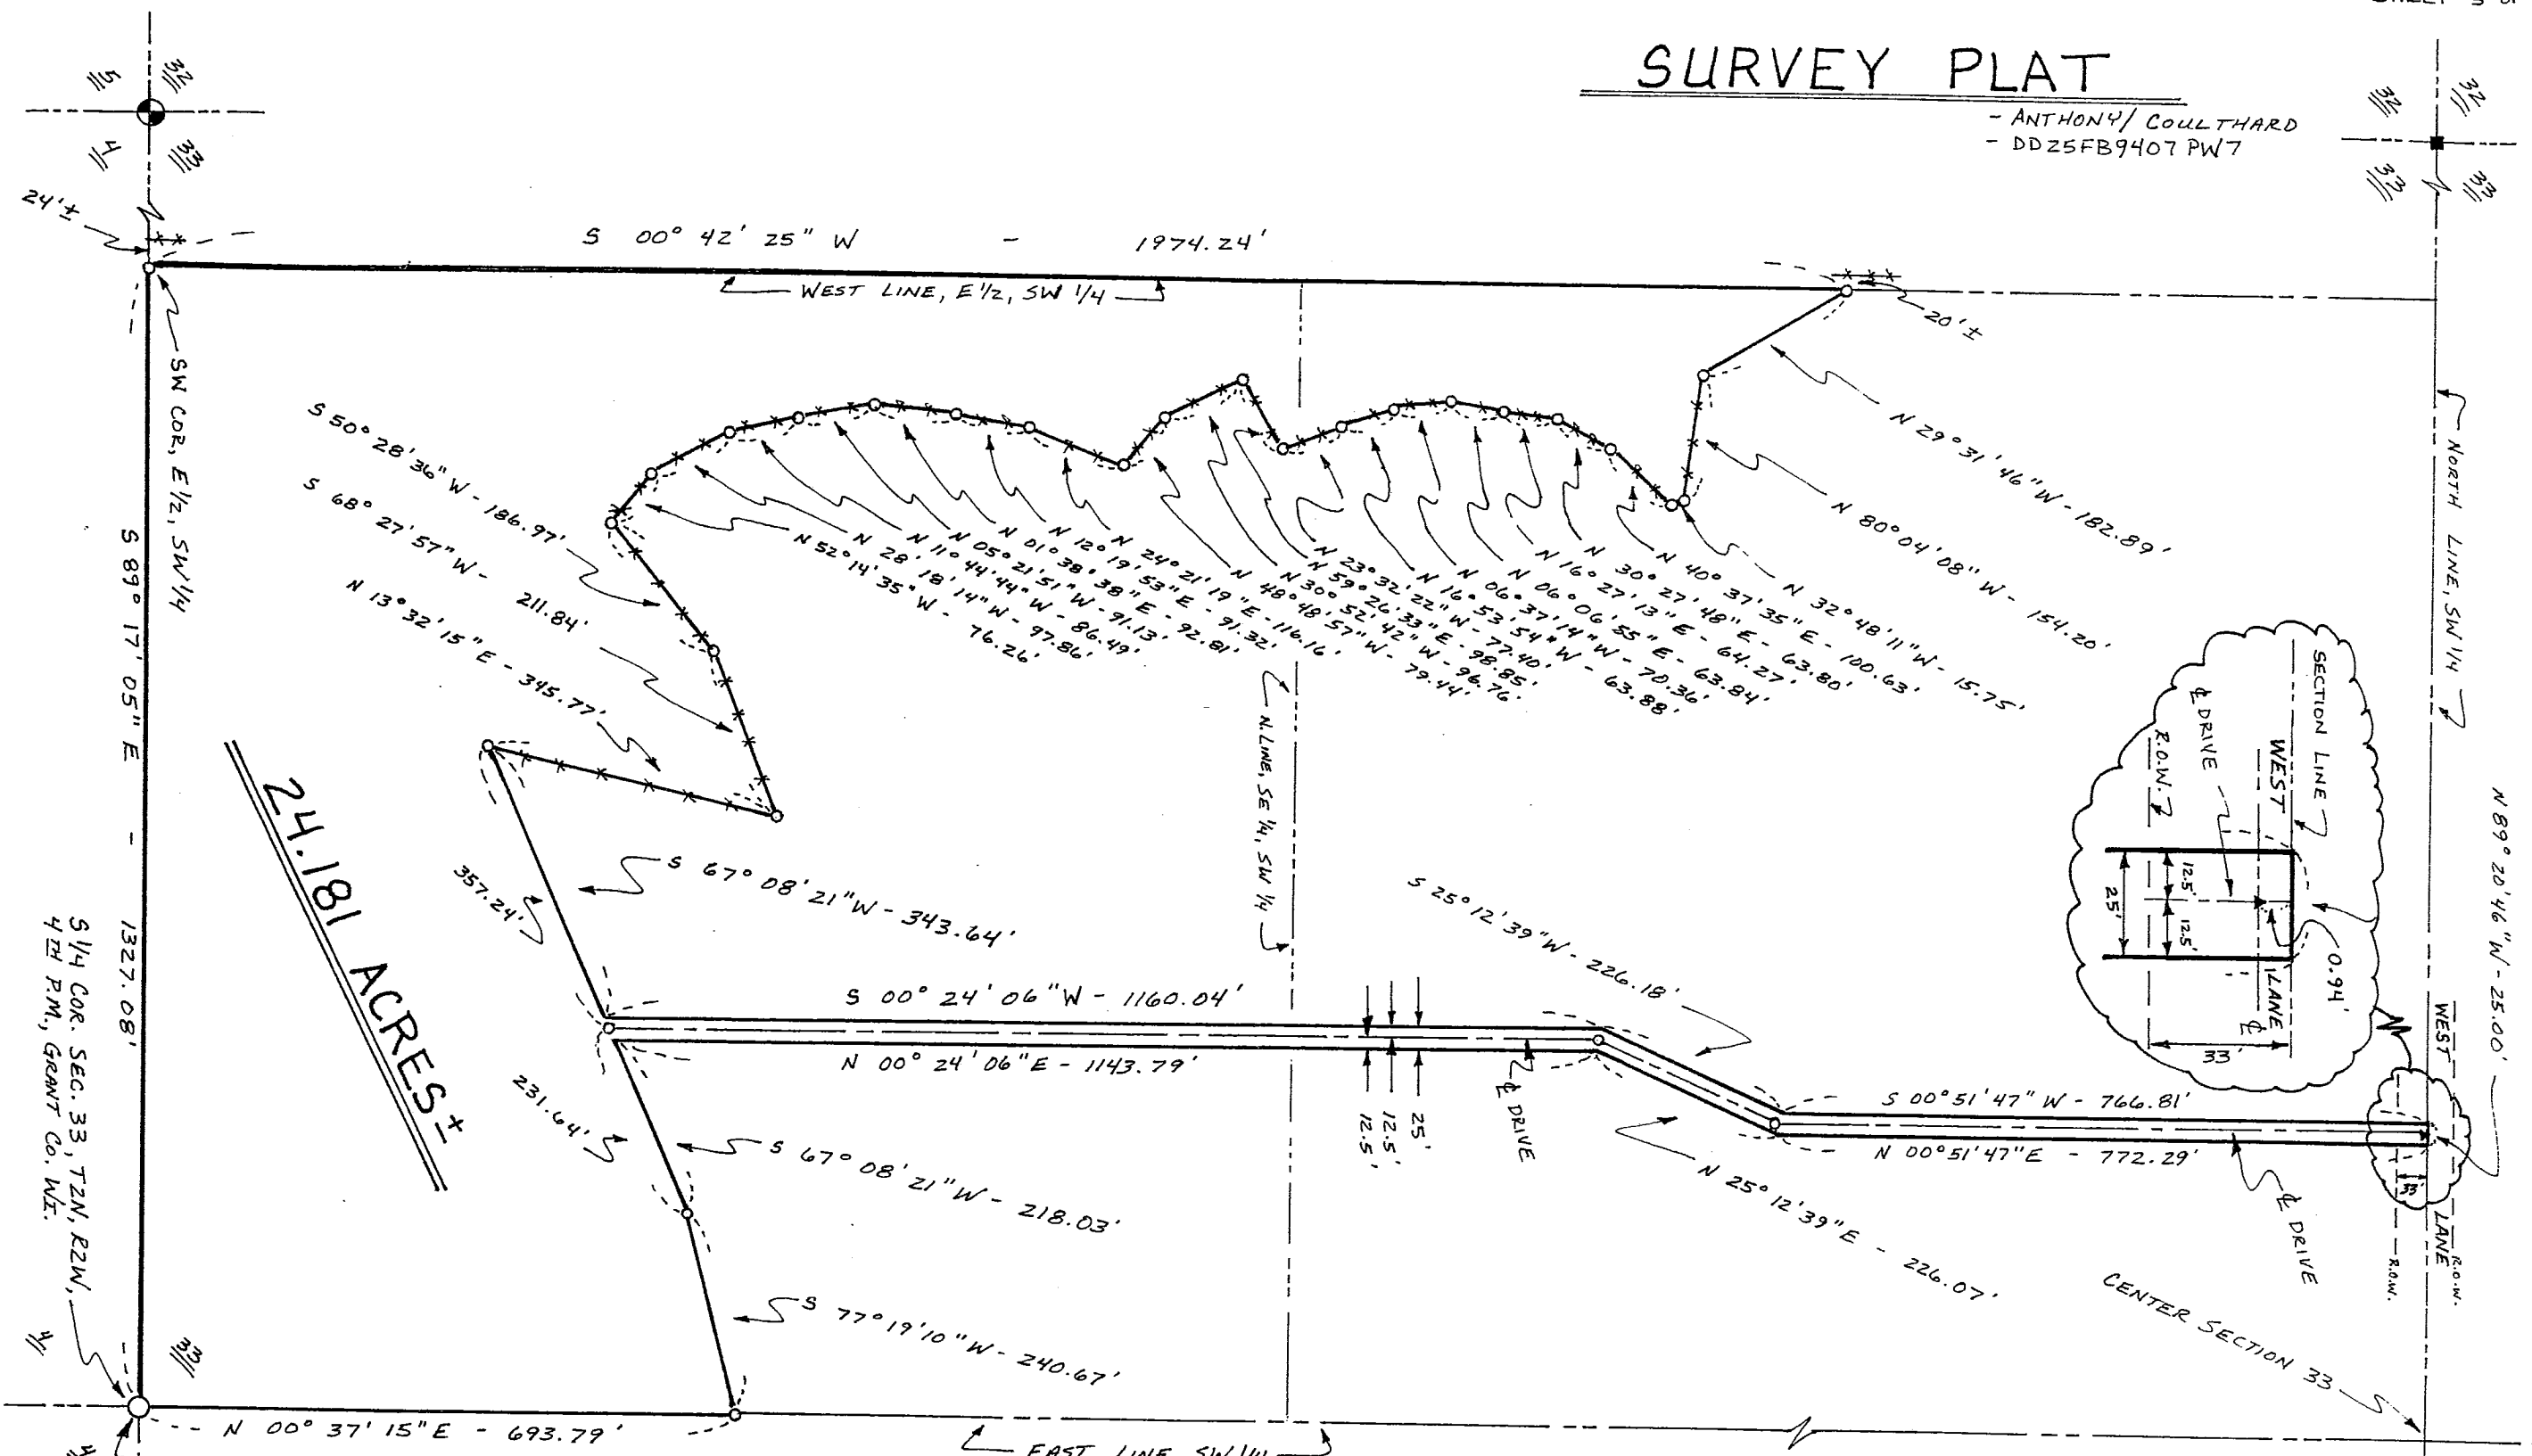 SURVEY PLAT
- ANTHONY/ COULTHARD
- DD25FB9407 PW7
5
32
4
33
32
32
33
33
24'±
S 00° 42' 25" W - 1974.24'
WEST LINE, E 1/2, SW 1/4
20'±
SW COR, E 1/2, SW 1/4
S 89° 17' 05" E - 1327.08'
S 50° 28' 36" W - 186.97'
S 68° 27' 57" W - 211.84'
N 13° 32' 15" E - 345.77'
N 52° 14' 35" W - 76.26'
N 28° 18' 14" W - 97.86'
N 11° 44' 44" W - 86.49'
N 05° 21' 51" W - 91.13'
N 01° 38' 38" E - 92.81'
N 12° 19' 53" E - 91.32'
N 24° 21' 19" E - 116.16'
N 48° 48' 57" W - 79.44'
N 30° 52' 42" W - 96.76'
N 59° 26' 33" E - 98.85'
N 23° 32' 22" W - 77.40'
N 16° 53' 54" W - 63.88'
N 06° 37' 14" W - 70.36'
N 06° 06' 55" E - 63.84'
N 16° 27' 13" E - 64.27'
N 30° 27' 48" E - 63.80'
N 40° 37' 35" E - 100.63'
N 32° 48' 11" W - 15.75'
N 80° 04' 08" W - 154.20'
N 29° 31' 46" W - 182.89'
NORTH LINE, SW 1/4
N 89° 20' 46" W - 25.00'
SECTION LINE
WEST
℄ DRIVE
R.O.W.
12.5'
12.5'
25'
0.94'
LANE
℄
33'
N. LINE, SE 1/4, SW 1/4
24.181 ACRES±
S 67° 08' 21" W - 343.64'
357.24'
S 25° 12' 39" W - 226.18'
S 00° 24' 06" W - 1160.04'
N 00° 24' 06" E - 1143.79'
25'
12.5'
12.5'
℄ DRIVE
S 00° 51' 47" W - 766.81'
N 00° 51' 47" E - 772.29'
WEST
LANE
33'
R.O.W.
R.O.W.
℄ DRIVE
231.64'
S 67° 08' 21" W - 218.03'
N 25° 12' 39" E - 226.07'
S 77° 19' 10" W - 240.67'
CENTER SECTION 33
S 1/4 COR. SEC. 33, T2N, R2W,
4TH P.M., GRANT CO. WI.
4
33
N 00° 37' 15" E - 693.79'
4
EAST LINE, SW 1/4